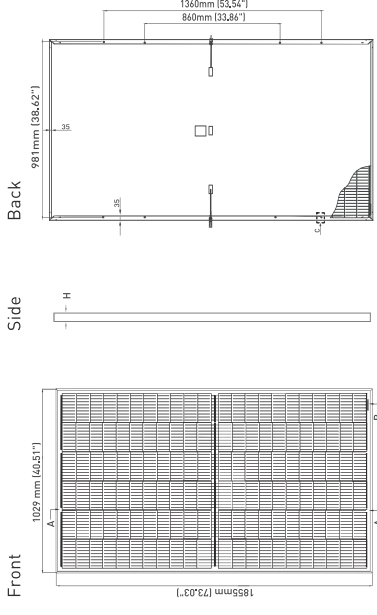 1360mm (53.54")
860mm (33.86")
Back
981mm (38.62")
35
35
C
Side
H
Front
1029 mm (40.51")
A
A
1855mm (73.03")